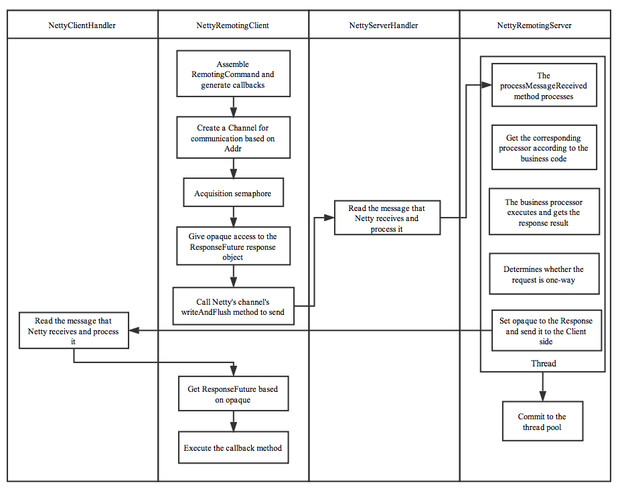 NettyClientHandler
NettyRemotingClient
NettyServerHandler
NettyRemotingServer
Assemble
RemotingCommand and
generate callbacks
Create a Channel for
communication based on
Addr
Acquisition semaphore
Give opaque access to the
ResponseFuture response
object
Call Netty's channel's
writeAndFlush method to send
Read the message that
Netty receives and
process it
The
processMessageReceived
method processes
Get the corresponding
processor according to the
business code
The business processor
executes and gets the
response result
Determines whether the
request is one-way
Set opaque to the Response
and send it to the Client
side
Thread
Commit to the
thread pool
Read the message that
Netty receives and process
it
Get ResponseFuture based
on opaque
Execute the callback method